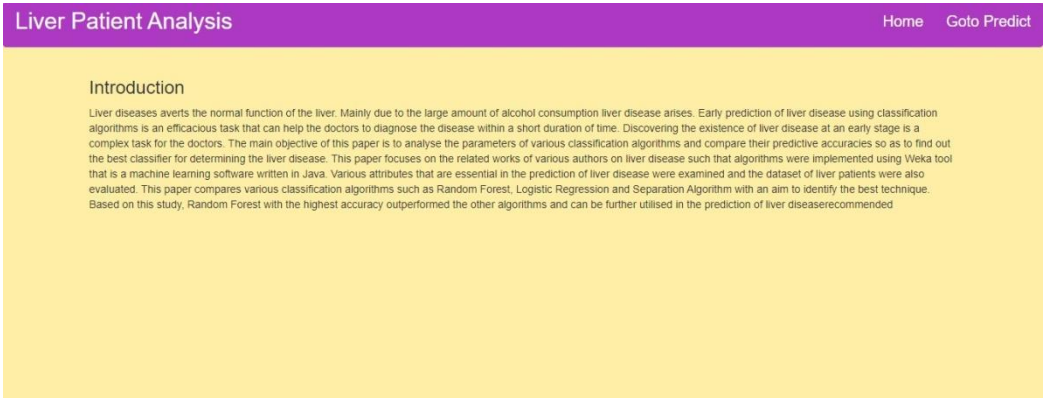 Liver Patient Analysis
Home Goto Predict
Introduction
Liver diseases averts the normal function of the liver. Mainly due to the large amount of alcohol consumption liver disease arises. Early prediction of liver disease using classification
algorithms is an efficacious task that can help the doctors to diagnose the disease within a short duration of time. Discovering the existence of liver disease at an early stage is a
complex task for the doctors. The main objective of this paper is to analyse the parameters of various classification algorithms and compare their predictive accuracies so as to find out
the best classifier for determining the liver disease. This paper focuses on the related works of various authors on liver disease such that algorithms were implemented using Weka tool
that is a machine learning software written in Java. Various attributes that are essential in the prediction of liver disease were examined and the dataset of liver patients were also
evaluated. This paper compares various classification algorithms such as Random Forest, Logistic Regression and Separation Algorithm with an aim to identify the best technique.
Based on this study, Random Forest with the highest accuracy outperformed the other algorithms and can be further utilised in the prediction of liver diseaserecommended